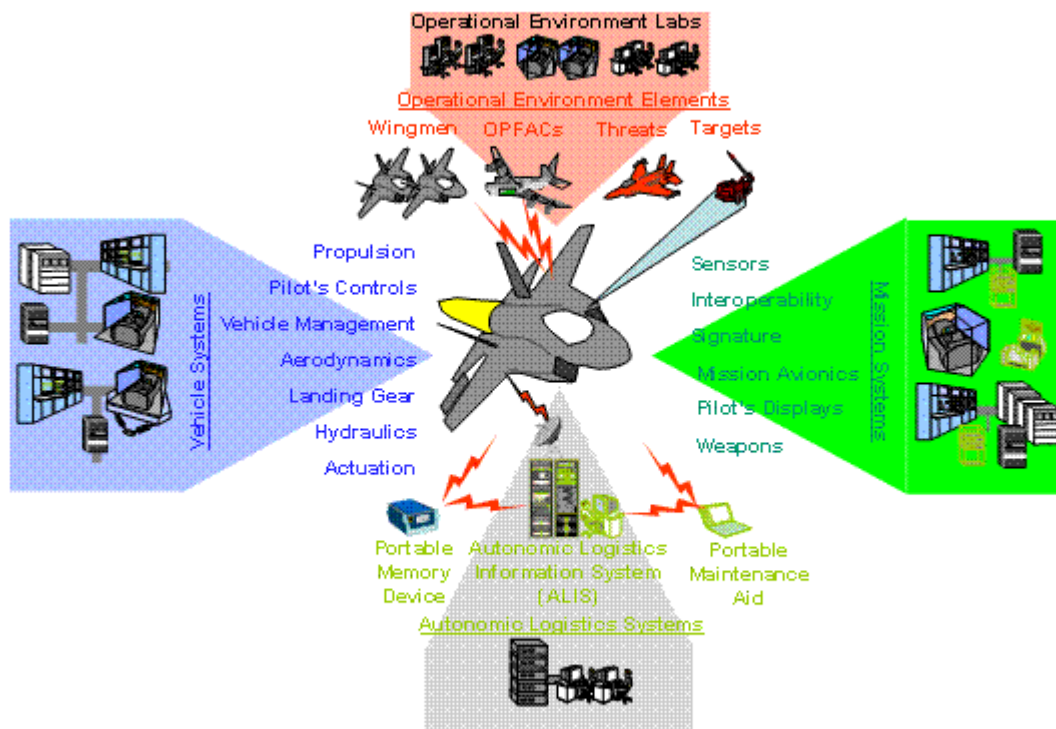 Operational Environment Labs
Operational Environment Elements
Wingmen OPFACs Threats Targets
Vehicle Systems
Propulsion
Pilot's Controls
Vehicle Management
Aerodynamics
Landing Gear
Hydraulics
Actuation
Sensors
Interoperability
Signature
Mission Avionics
Pilot's Displays
Weapons
Mission Systems
Portable
Memory
Device
Autonomic Logistics
Information System
(ALIS)
Portable
Maintenance
Aid
Autonomic Logistics Systems